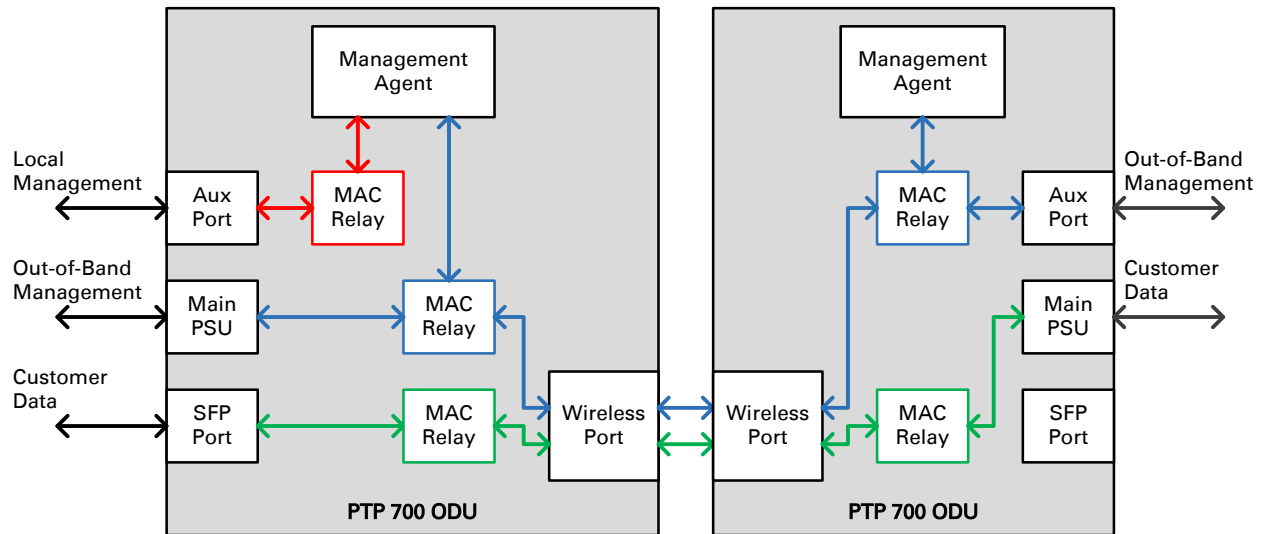 Management
Agent
Local
Management
Aux
Port
MAC
Relay
Out-of-Band
Management
Main
PSU
MAC
Relay
Customer
Data
SFP
Port
MAC
Relay
Wireless
Port
PTP 700 ODU
Management
Agent
MAC
Relay
Aux
Port
Out-of-Band
Management
Main
PSU
Customer
Data
Wireless
Port
MAC
Relay
SFP
Port
PTP 700 ODU